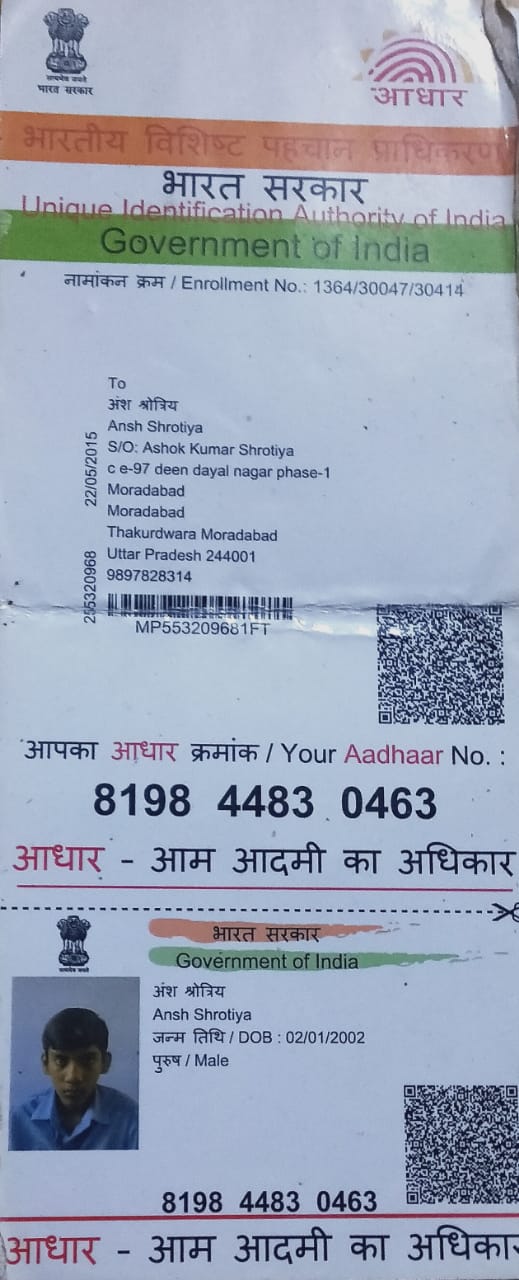 सत्यमेव जयते
भारत सरकार
आधार
भारतीय विशिष्ट पहचान प्राधिकरण
भारत सरकार
Unique Identification Authority of India
Government of India
नामांकन क्रम / Enrollment No.: 1364/30047/30414
To
अंश श्रोत्रिय
Ansh Shrotiya
S/O: Ashok Kumar Shrotiya
c e-97 deen dayal nagar phase-1
Moradabad
Moradabad
Thakurdwara Moradabad
Uttar Pradesh 244001
9897828314
22/05/2015
MP553209681FT
आपका आधार क्रमांक / Your Aadhaar No. :
8198 4483 0463
आधार - आम आदमी का अधिकार
भारत सरकार
Government of India
सत्यमेव जयते
अंश श्रोत्रिय
Ansh Shrotiya
जन्म तिथि / DOB : 02/01/2002
पुरुष / Male
8198 4483 0463
आधार - आम आदमी का अधिकार